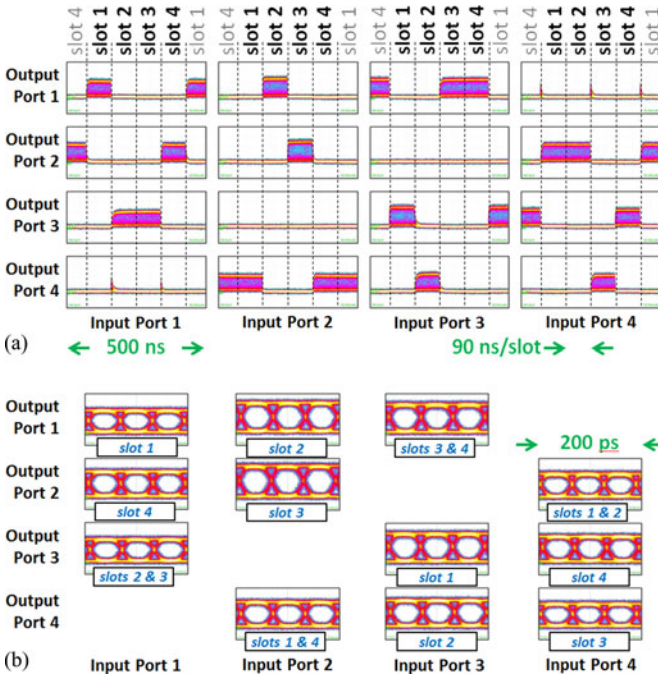 slot 4 slot 1 slot 2 slot 3 slot 4 slot 1 slot 4 slot 1 slot 2 slot 3 slot 4 slot 1 slot 4 slot 1 slot 2 slot 3 slot 4 slot 1 slot 4 slot 1 slot 2 slot 3 slot 4 slot 1
Output
Port 1
Output
Port 2
Output
Port 3
Output
Port 4
Input Port 1 Input Port 2 Input Port 3 Input Port 4
(a)
500 ns 90 ns/slot
Output
Port 1
slot 1 slot 2 slots 3 & 4
200 ps
Output
Port 2
slot 4 slot 3 slots 1 & 2
Output
Port 3
slots 2 & 3 slot 1 slot 4
Output
Port 4
slots 1 & 4 slot 2 slot 3
(b)
Input Port 1 Input Port 2 Input Port 3 Input Port 4